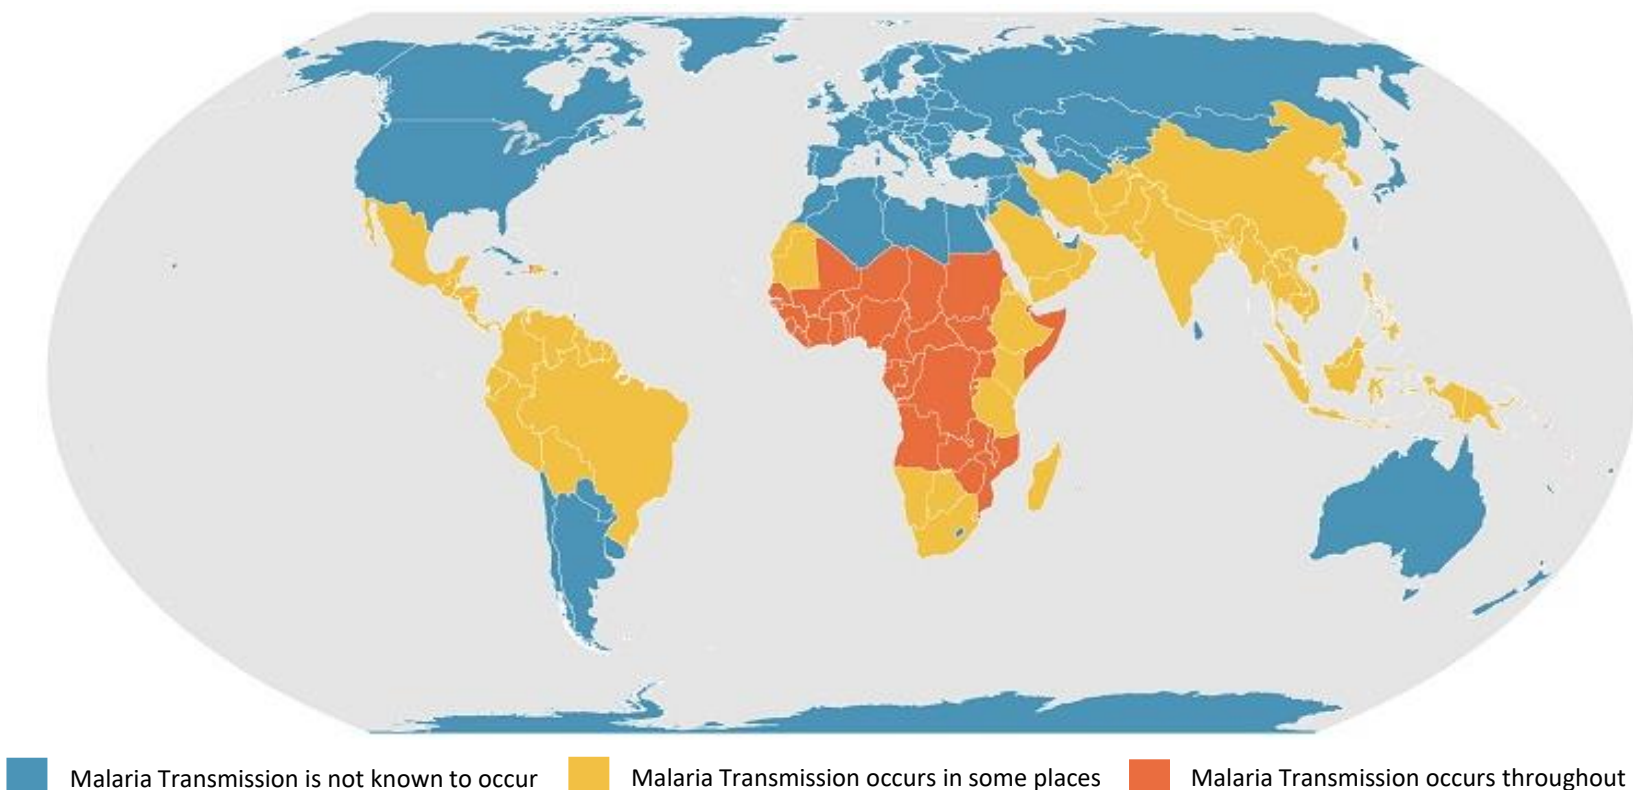 Malaria Transmission is not known to occur
Malaria Transmission occurs in some places
Malaria Transmission occurs throughout